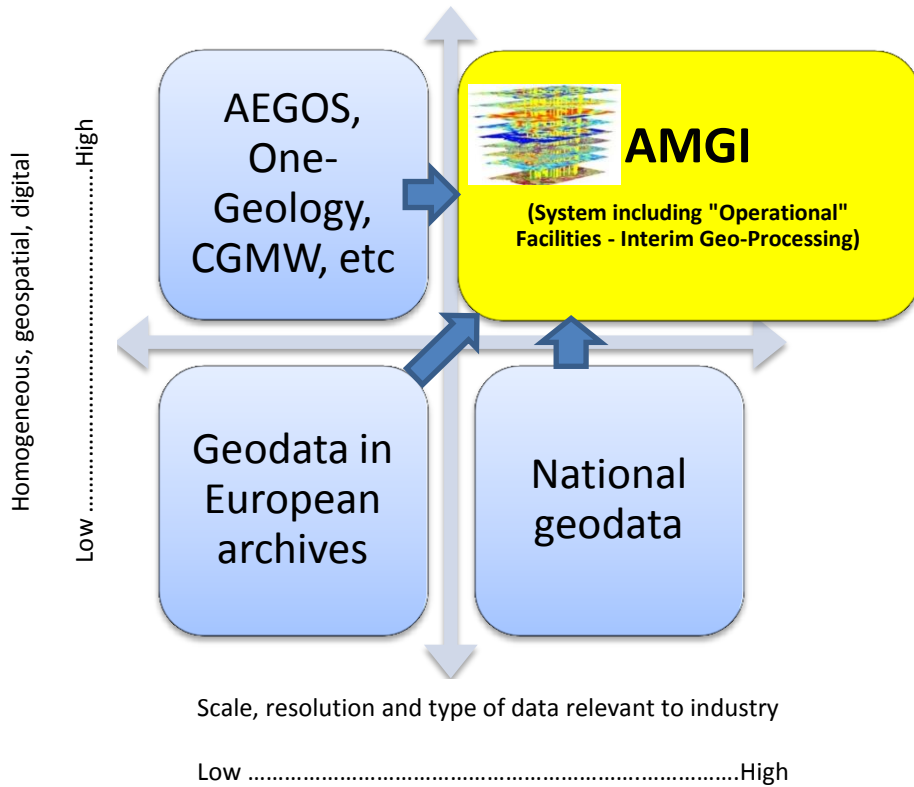 AEGOS,
One-
Geology,
CGMW, etc
AMGI
(System including "Operational"
Facilities - Interim Geo-Processing)
Geodata in
European
archives
National
geodata
Homogeneous, geospatial, digital
Low ……………………………………………………….High
Scale, resolution and type of data relevant to industry
Low ……………………………………………………….…………….High